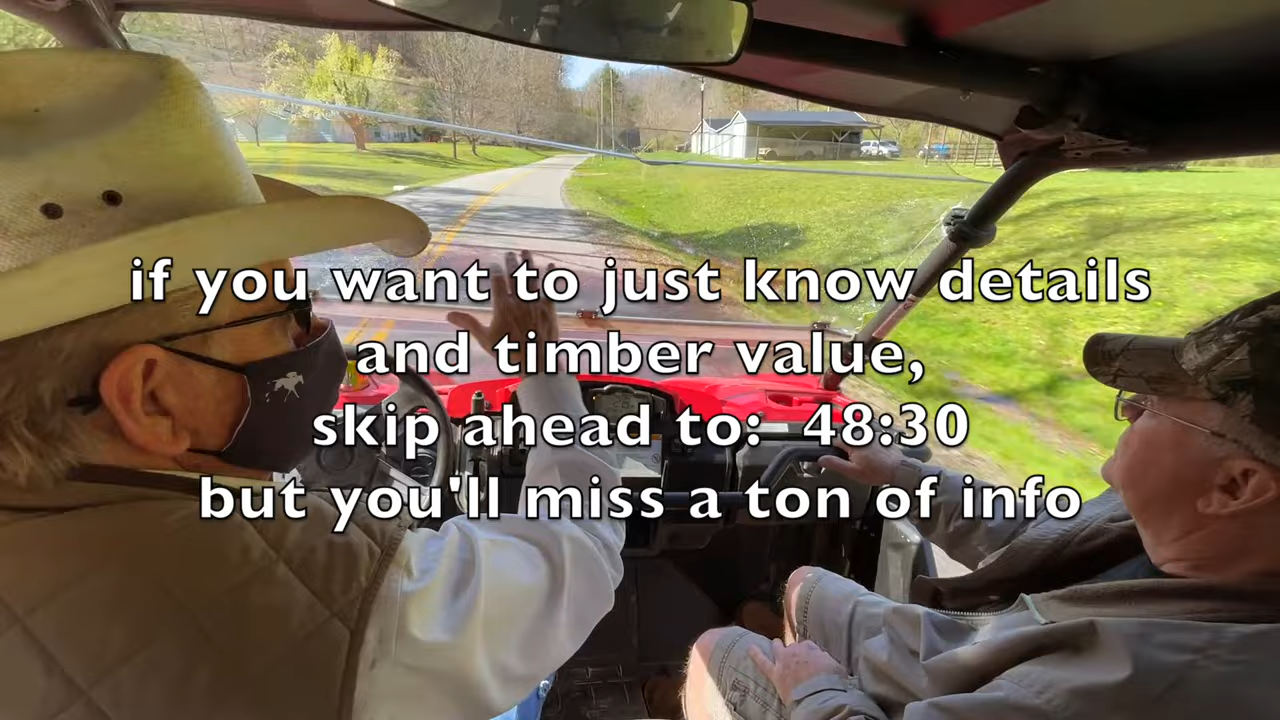 if you want to just know details
and timber value,
skip ahead to: 48:30
but you'll miss a ton of info